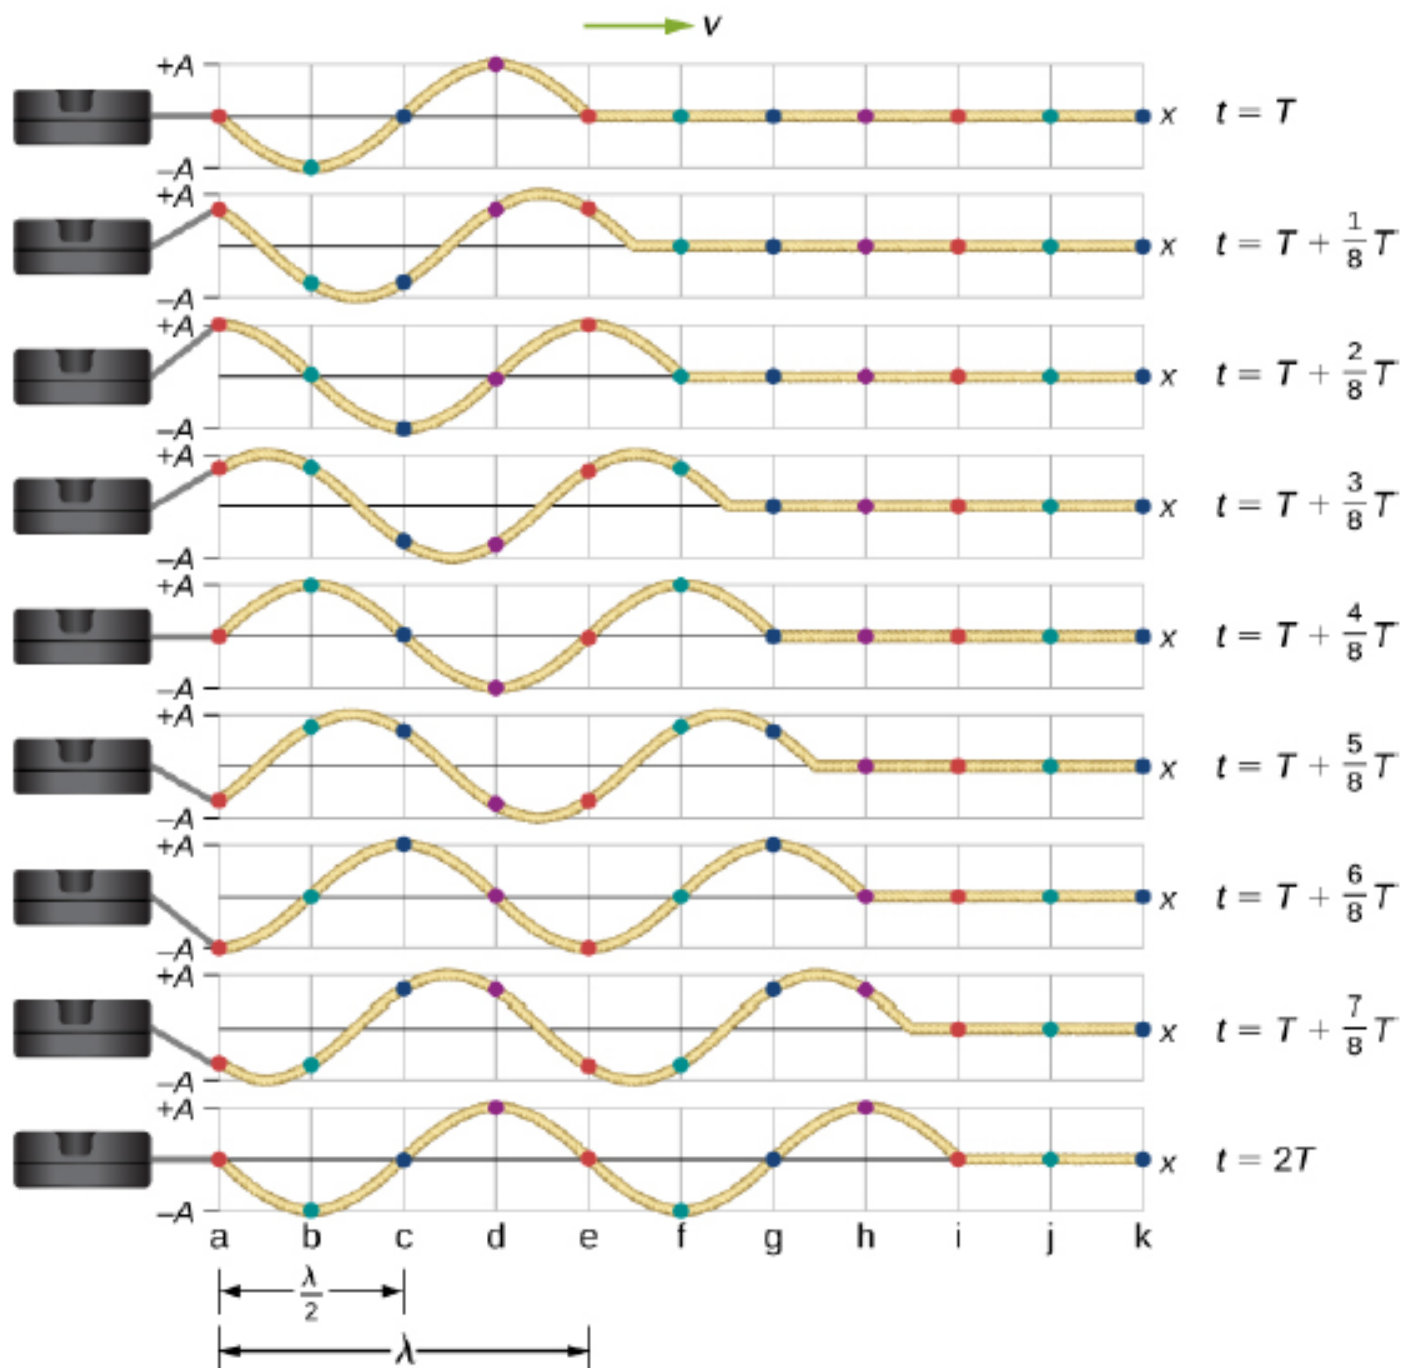 v
+A
–A
x t = T
+A
–A
x t = T + 1/8 T
+A
–A
x t = T + 2/8 T
+A
–A
x t = T + 3/8 T
+A
–A
x t = T + 4/8 T
+A
–A
x t = T + 5/8 T
+A
–A
x t = T + 6/8 T
+A
–A
x t = T + 7/8 T
+A
–A
x t = 2T
a b c d e f g h i j k
λ/2
λ